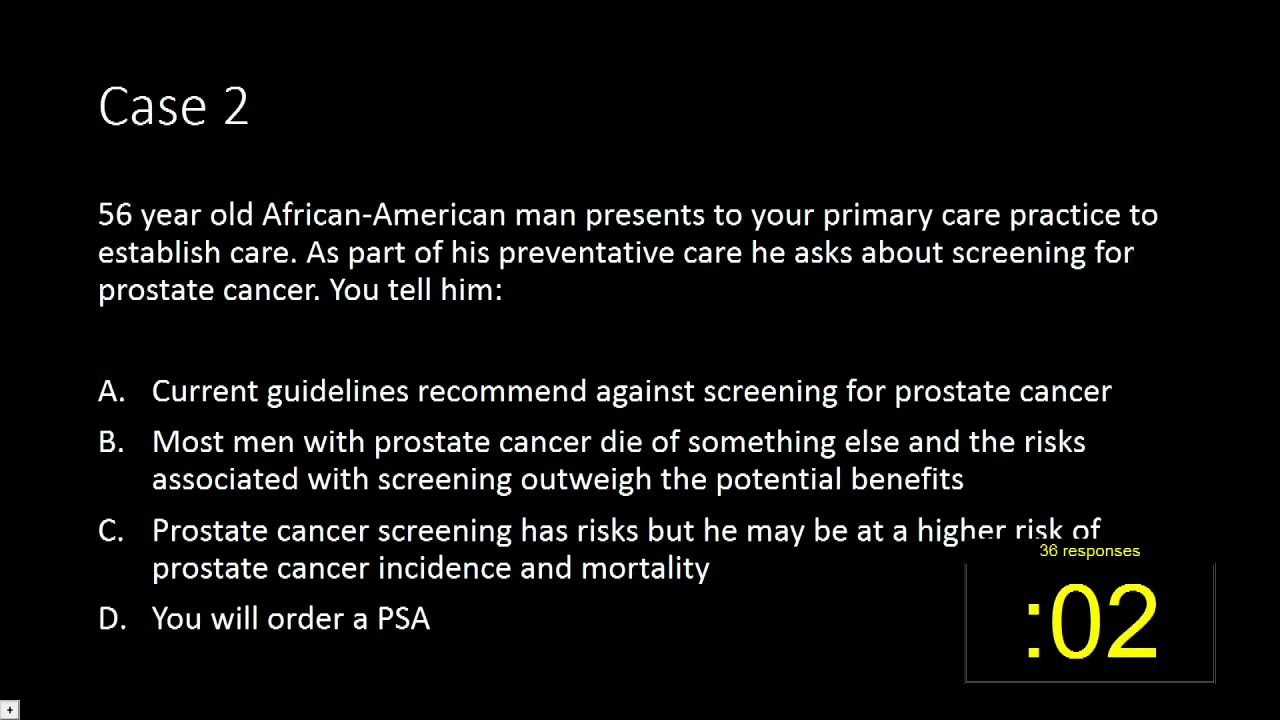 Case 2
56 year old African-American man presents to your primary care practice to
establish care. As part of his preventative care he asks about screening for
prostate cancer. You tell him:
A. Current guidelines recommend against screening for prostate cancer
B. Most men with prostate cancer die of something else and the risks
associated with screening outweigh the potential benefits
C. Prostate cancer screening has risks but he may be at a higher risk of
prostate cancer incidence and mortality
D. You will order a PSA
36 responses
:02
+